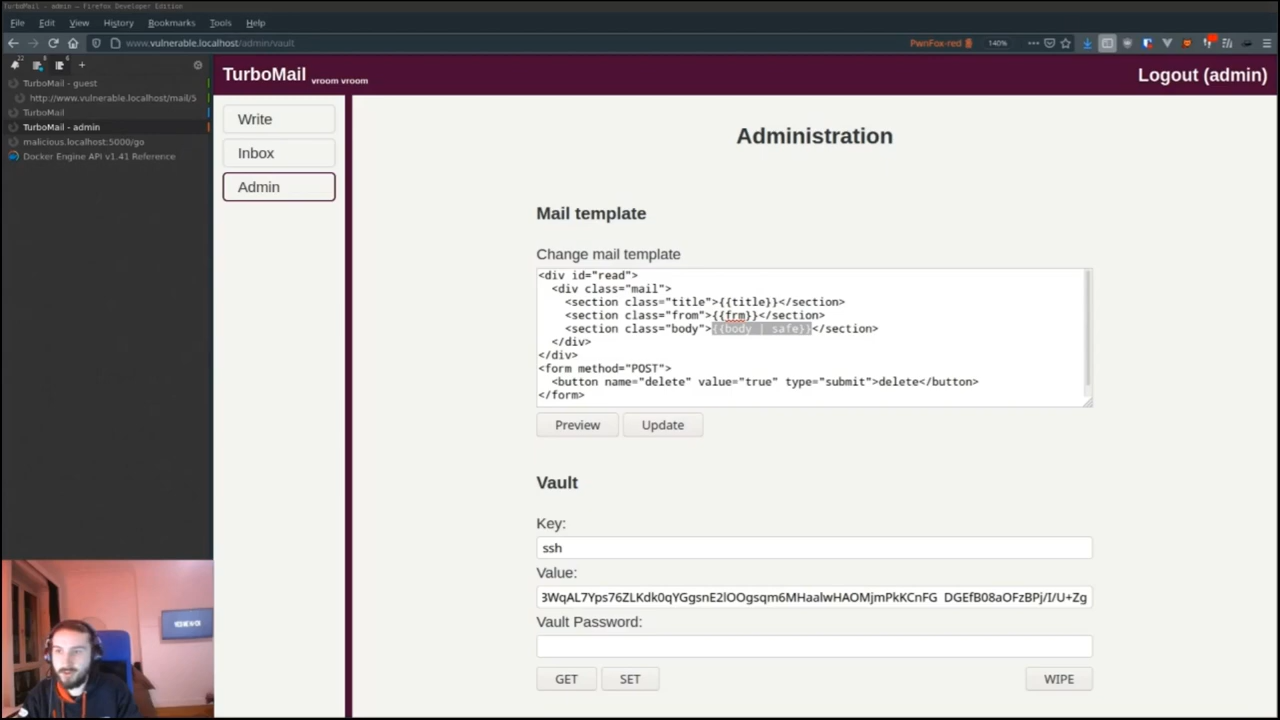 TurboMail - admin — Firefox Developer Edition
File Edit View History Bookmarks Tools Help
www.vulnerable.localhost/admin/vault
PwnFox-red
140%
TurboMail - guest
http://www.vulnerable.localhost/mail/5
TurboMail
TurboMail - admin
malicious.localhost:5000/go
Docker Engine API v1.41 Reference
TurboMail vroom vroom
Logout (admin)
Write
Inbox
Admin
Administration
Mail template
Change mail template
<div id="read">
<div class="mail">
<section class="title">{{title}}</section>
<section class="from">{{frm}}</section>
<section class="body">{{body | safe}}</section>
</div>
</div>
<form method="POST">
<button name="delete" value="true" type="submit">delete</button>
</form>
Preview Update
Vault
Key:
ssh
Value:
3WqAL7Yps76ZLKdk0qYGgsnE2lOOgsqm6MHaalwHAOMjmPkKCnFG DGEfB08aOFzBPj/I/U+Zg
Vault Password:
GET SET WIPE